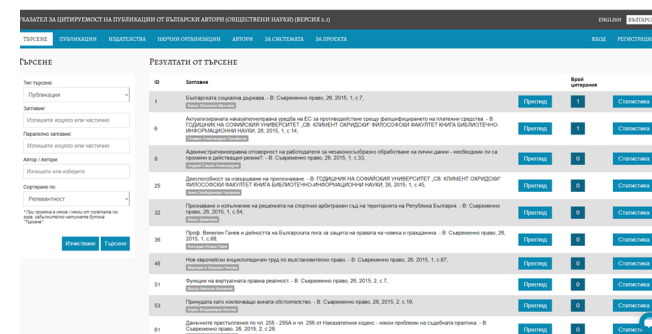 УКАЗАТЕЛ ЗА ЦИТИРУЕМОСТ НА ПУБЛИКАЦИИ ОТ БЪЛГАРСКИ АВТОРИ (ОБЩЕСТВЕНИ НАУКИ) (ВЕРСИЯ 2.1) ENGLISH БЪЛГАРС
ТЪРСЕНЕ ПУБЛИКАЦИИ ИЗДАТЕЛСТВА НАУЧНИ ОРГАНИЗАЦИИ АВТОРИ ЗА СИСТЕМАТА ЗА ПРОЕКТА ВХОД РЕГИСТРАЦИ
ТЪРСЕНЕ
Тип търсене:
Публикации
Заглавие:
Изпишете изцяло или частично
Паралелно заглавие:
Изпишете изцяло или частично
Автор / Автори:
Изпишете или изберете
Сортиране по:
Релевантност
Изчистване Търсене
РЕЗУЛТАТИ ОТ ТЪРСЕНЕ
ID Заглавие Брой цитирания
1 Българската социална държава. - В: Съвременно право, 26, 2015, 1, с.7, Преглед 1 Статистика
6 Актуализираната наказателноправна уредба на ЕС за противодействие срещу фалшифицирането на платежни средства. - В:
ГОДИШНИК НА СОФИЙСКИЯ УНИВЕРСИТЕТ „СВ. КЛИМЕНТ ОХРИДСКИ" ФИЛОСОФСКИ ФАКУЛТЕТ КНИГА БИБЛИОТЕЧНО-
ИНФОРМАЦИОННИ НАУКИ, 26, 2015, 1, с.14, Преглед 1 Статистика
8 Административнонаказателна отговорност на работодателя за незаконосъобразно обработване на лични данни - необходими ли са
промени в действащия режим?. - В: Съвременно право, 26, 2015, 1, с.33, Преглед 0 Статистика
25 Дееспособност за извършване на припознаване. - В: ГОДИШНИК НА СОФИЙСКИЯ УНИВЕРСИТЕТ „СВ. КЛИМЕНТ ОХРИДСКИ"
ФИЛОСОФСКИ ФАКУЛТЕТ КНИГА БИБЛИОТЕЧНО-ИНФОРМАЦИОННИ НАУКИ, 26, 2015, 1, с.45, Преглед 0 Статистика
32 Признаване и изпълнение на решенията на спортния арбитражен съд на територията на Република България. - В: Съвременно
право, 26, 2015, 1, с.54, Преглед 0 Статистика
36 Проф. Венелин Ганев и дейността на Българската лига за защита на правата на човека и гражданина. - В: Съвременно право, 26,
2015, 1, с.68, Преглед 0 Статистика
48 Нов европейски енциклопедичен труд по възстановително право. - В: Съвременно право, 26, 2015, 1, с.87, Преглед 0 Статистика
51 Функции на виртуалната правна реалност. - В: Съвременно право, 26, 2015, 2, с.7, Преглед 0 Статистика
53 Принудата като изключващо вината обстоятелство. - В: Съвременно право, 26, 2015, 2, с.19, Преглед 0 Статистика
61 Данъчните престъпления по чл. 255 - 255А и чл. 256 от Наказателния кодекс - някои проблеми на съдебната практика. - В:
Съвременно право, 26, 2015, 2, с.29, Преглед 0